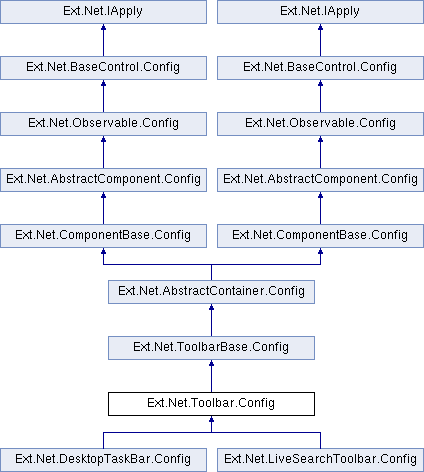 Ext.Net.IApply
Ext.Net.IApply
Ext.Net.BaseControl.Config
Ext.Net.BaseControl.Config
Ext.Net.Observable.Config
Ext.Net.Observable.Config
Ext.Net.AbstractComponent.Config
Ext.Net.AbstractComponent.Config
Ext.Net.ComponentBase.Config
Ext.Net.ComponentBase.Config
Ext.Net.AbstractContainer.Config
Ext.Net.ToolbarBase.Config
Ext.Net.Toolbar.Config
Ext.Net.DesktopTaskBar.Config
Ext.Net.LiveSearchToolbar.Config